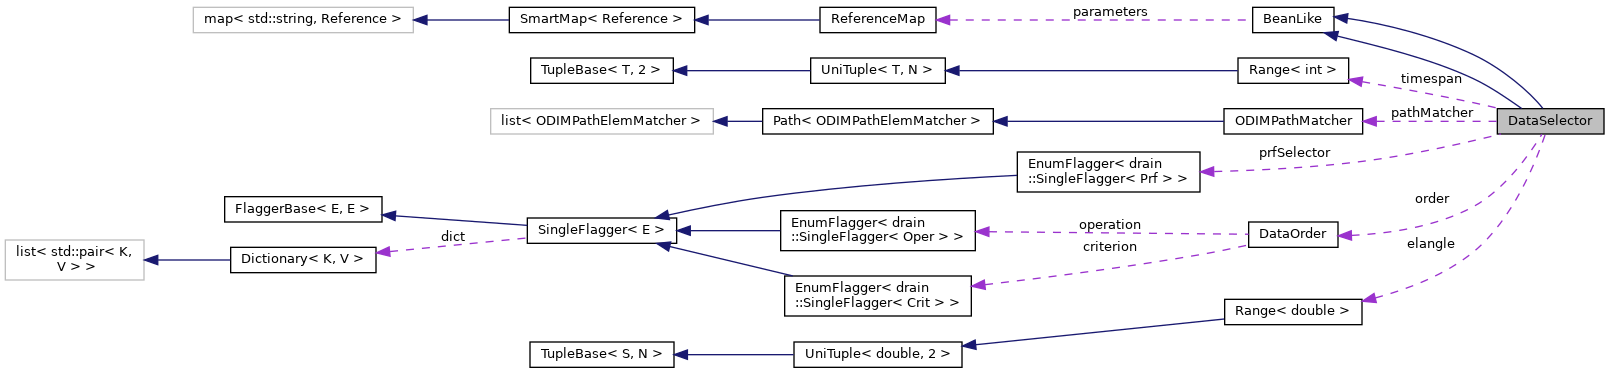 map< std::string, Reference >
SmartMap< Reference >
ReferenceMap
parameters
BeanLike
TupleBase< T, 2 >
UniTuple< T, N >
Range< int >
timespan
list< ODIMPathElemMatcher >
Path< ODIMPathElemMatcher >
ODIMPathMatcher
pathMatcher
DataSelector
prfSelector
EnumFlagger< drain
::SingleFlagger< Prf > >
FlaggerBase< E, E >
order
EnumFlagger< drain
::SingleFlagger< Oper > >
operation
SingleFlagger< E >
dict
DataOrder
criterion
elangle
list< std::pair< K,
V > >
Dictionary< K, V >
EnumFlagger< drain
::SingleFlagger< Crit > >
Range< double >
TupleBase< S, N >
UniTuple< double, 2 >